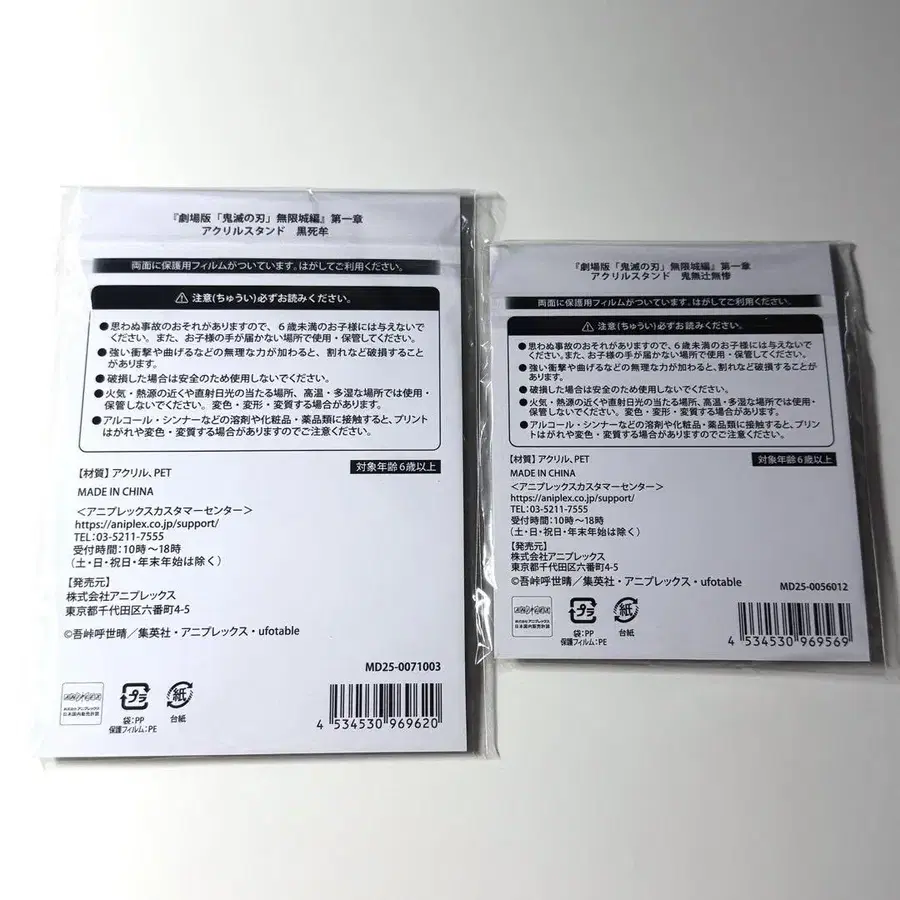 『劇場版「鬼滅の刃」無限城編』第一章
アクリルスタンド 黒死牟
両面に保護用フィルムがついています。はがしてご利用ください。
⚠ 注意(ちゅうい)必ずお読みください。
●思わぬ事故のおそれがありますので、6歳未満のお子様には与えないで
ください。また、お子様の手が届かない場所で使用・保管してください。
●強い衝撃や曲げるなどの無理な力が加わると、割れなど破損すること
があります。
●破損した場合は安全のため使用しないでください。
●火気・熱源の近くや直射日光の当たる場所、高温・多湿な場所では使用・
保管しないでください。変色・変形・変質する場合があります。
●アルコール・シンナーなどの溶剤や化粧品・薬品類に接触すると、プリント
はがれや変色・変質する場合がありますのでご注意ください。
【材質】アクリル、PET
対象年齢6歳以上
MADE IN CHINA
<アニプレックスカスタマーセンター>
https://aniplex.co.jp/support/
TEL:03-5211-7555
受付時間:10時~18時
(土・日・祝日・年末年始は除く)
【発売元】
株式会社アニプレックス
東京都千代田区六番町4-5
©吾峠呼世晴/集英社・アニプレックス・ufotable
MD25-0071003
株式会社アニプレックス
日本国内販売許諾
プラ
袋:PP
保護フィルム:PE
紙
台紙
4 534530 969620
『劇場版「鬼滅の刃」無限城編』第一章
アクリルスタンド 鬼舞辻無惨
両面に保護用フィルムがついています。はがしてご利用ください。
⚠ 注意(ちゅうい)必ずお読みください。
●思わぬ事故のおそれがありますので、6歳未満のお子様には与えないで
ください。また、お子様の手が届かない場所で使用・保管してください。
●強い衝撃や曲げるなどの無理な力が加わると、割れなど破損することが
あります。
●破損した場合は安全のため使用しないでください。
●火気・熱源の近くや直射日光の当たる場所、高温・多湿な場所では使用・
保管しないでください。変色・変形・変質する場合があります。
●アルコール・シンナーなどの溶剤や化粧品・薬品類に接触すると、プリン
トはがれや変色・変質する場合がありますのでご注意ください。
【材質】アクリル、PET
対象年齢6歳以上
MADE IN CHINA
<アニプレックスカスタマーセンター>
https://aniplex.co.jp/support/
TEL:03-5211-7555
受付時間:10時~18時
(土・日・祝日・年末年始は除く)
【発売元】
株式会社アニプレックス
東京都千代田区六番町4-5
©吾峠呼世晴/集英社・アニプレックス・ufotable
MD25-0056012
株式会社アニプレックス
日本国内販売許諾
プラ
袋:PP
保護フィルム:PE
紙
台紙
4 534530 969569